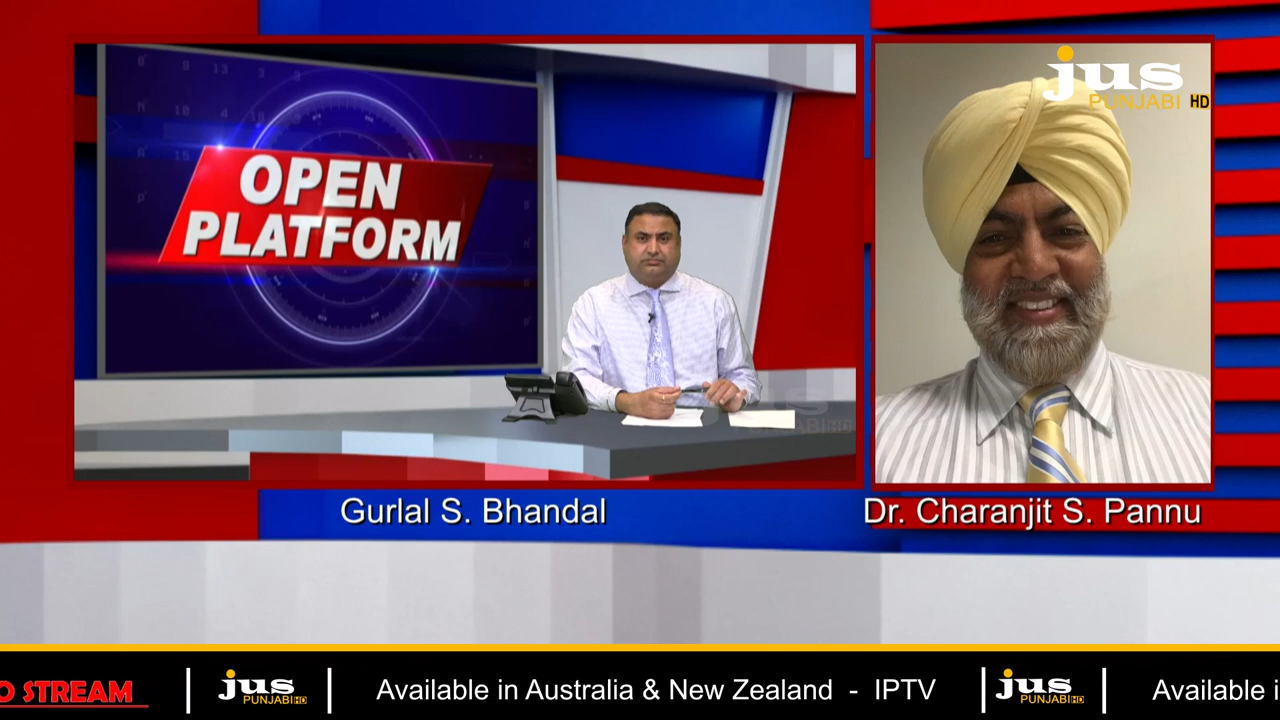 OPEN
PLATFORM
jus
PUNJABI HD
Gurlal S. Bhandal
Dr. Charanjit S. Pannu
O STREAM
jus
PUNJABI HD
Available in Australia & New Zealand - IPTV
jus
PUNJABI HD
Available i